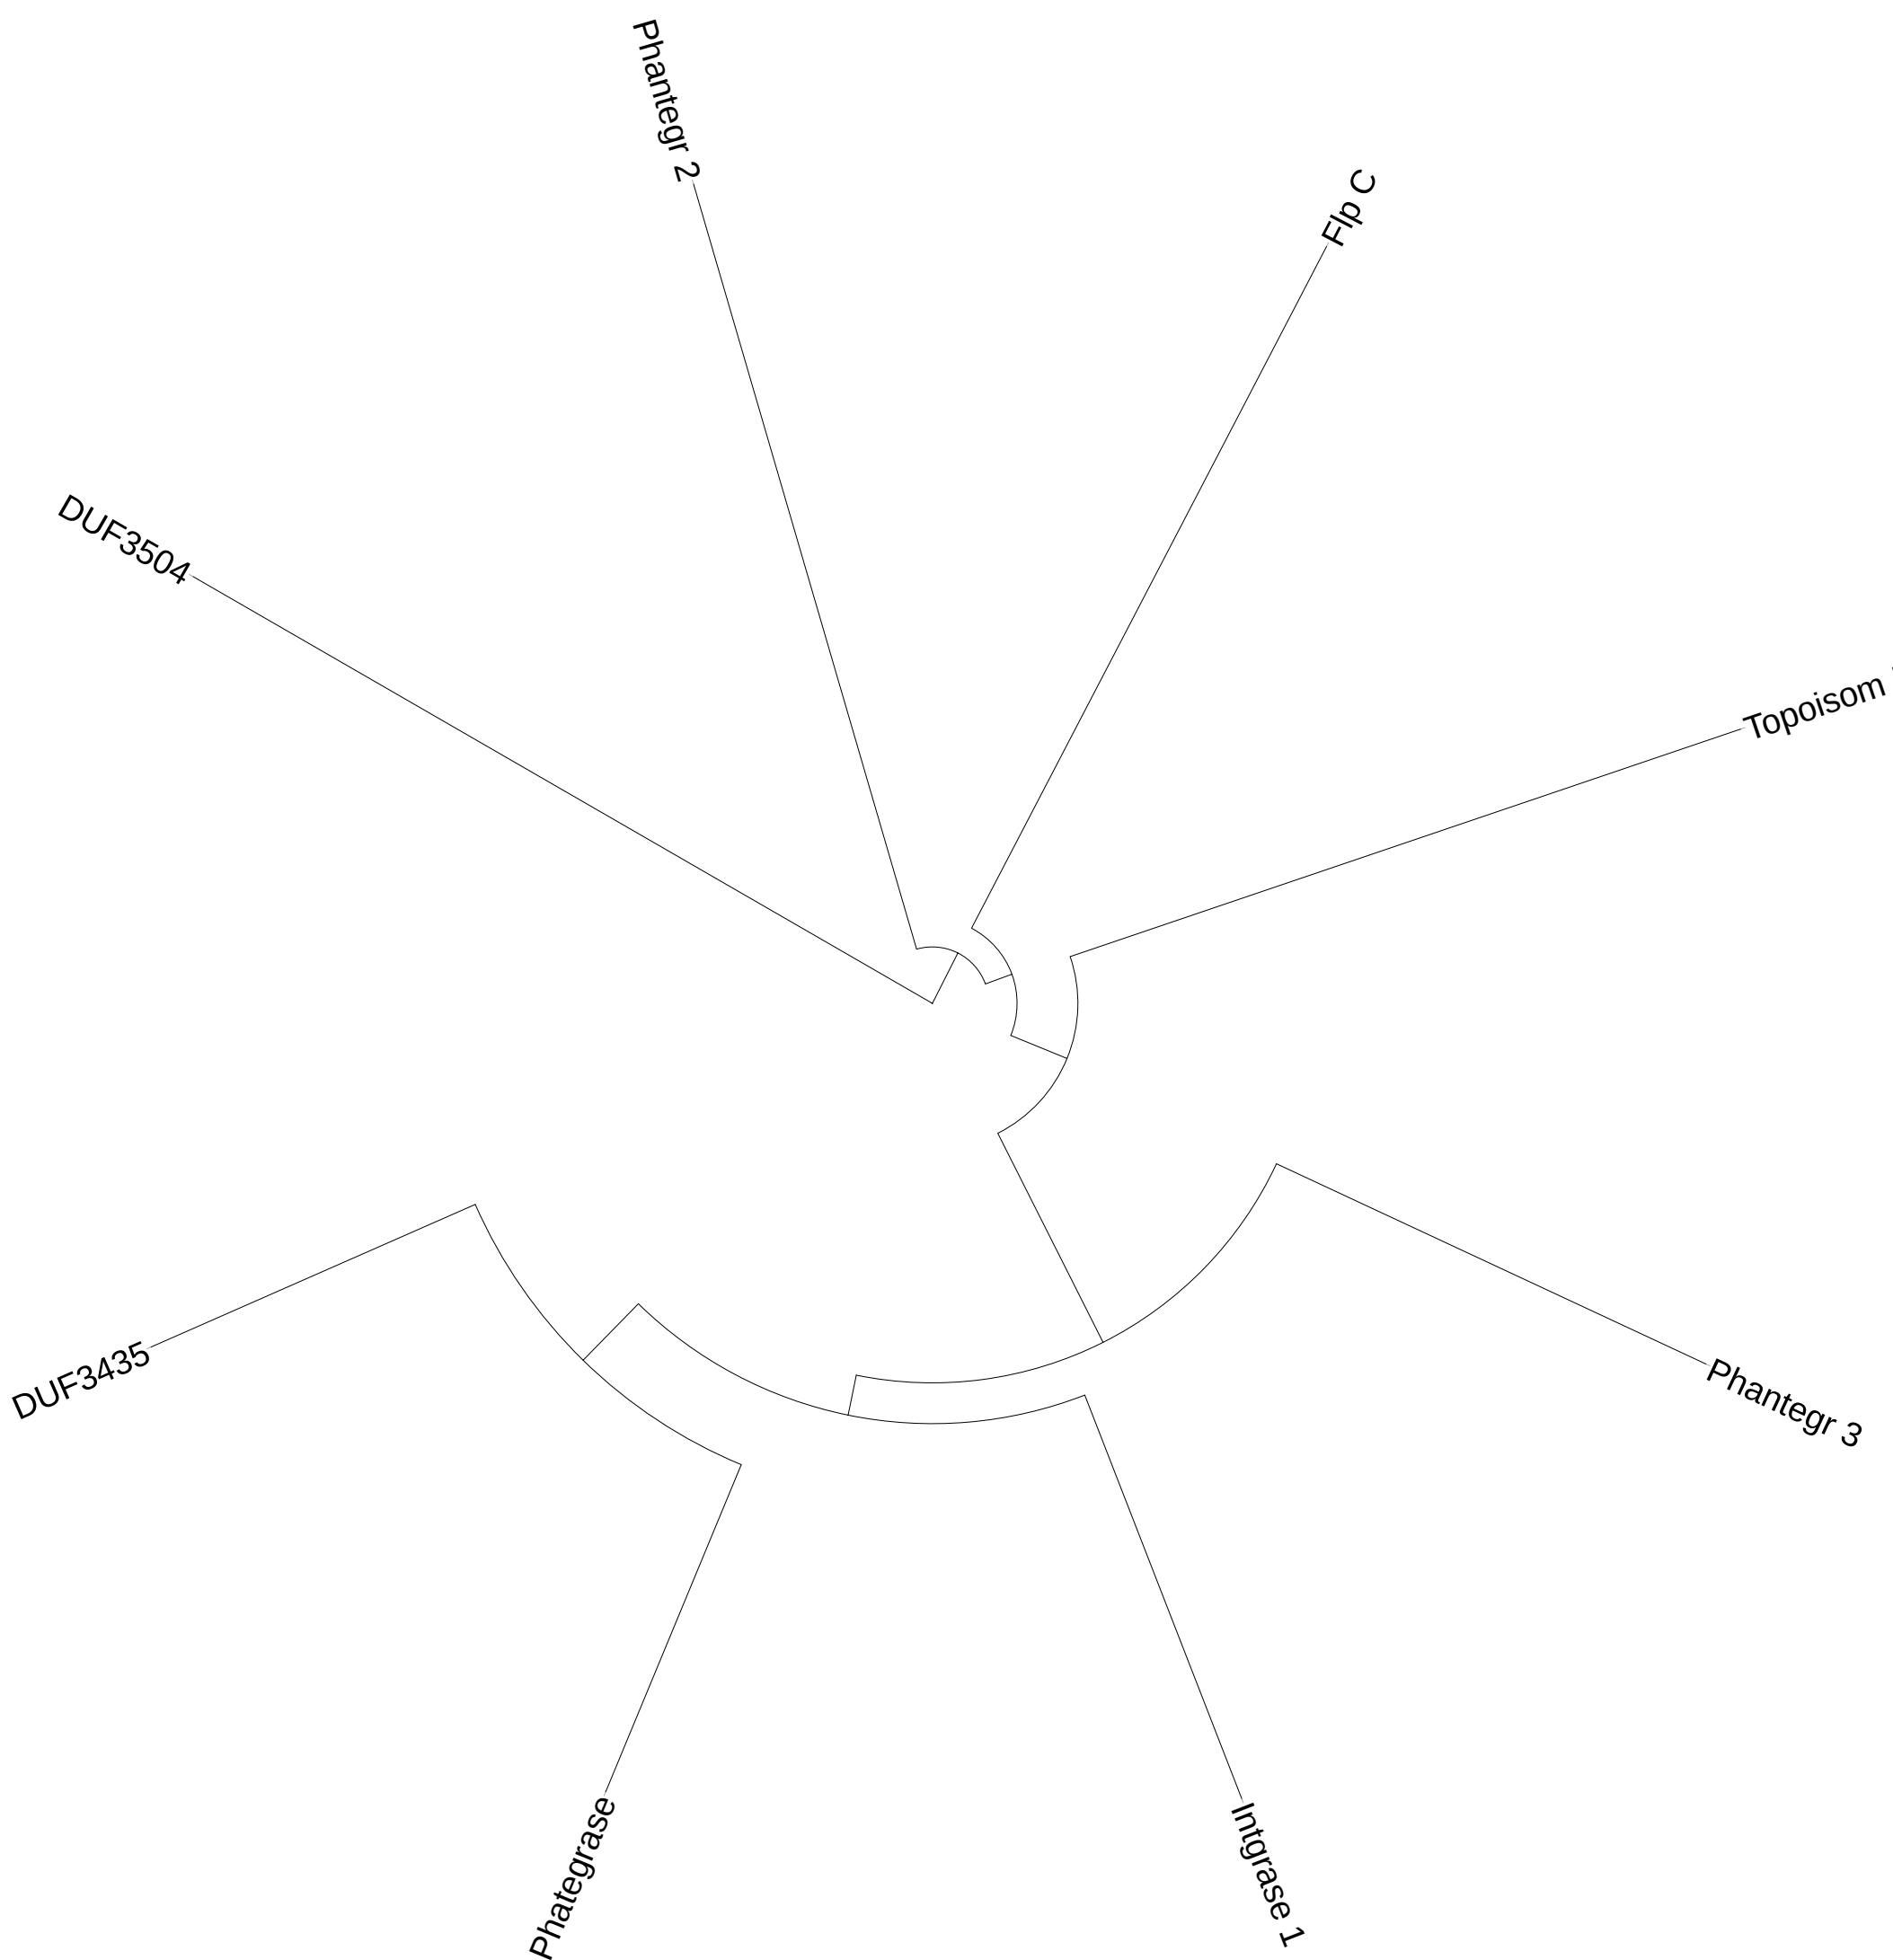 Phantegr 2
Flp C
DUF3504
Topoisom
DUF3435
Phantegr 3
Phategrase
Intgrase 1